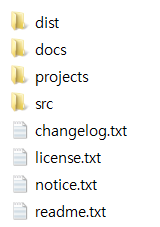 dist
docs
projects
src
changelog.txt
license.txt
notice.txt
readme.txt